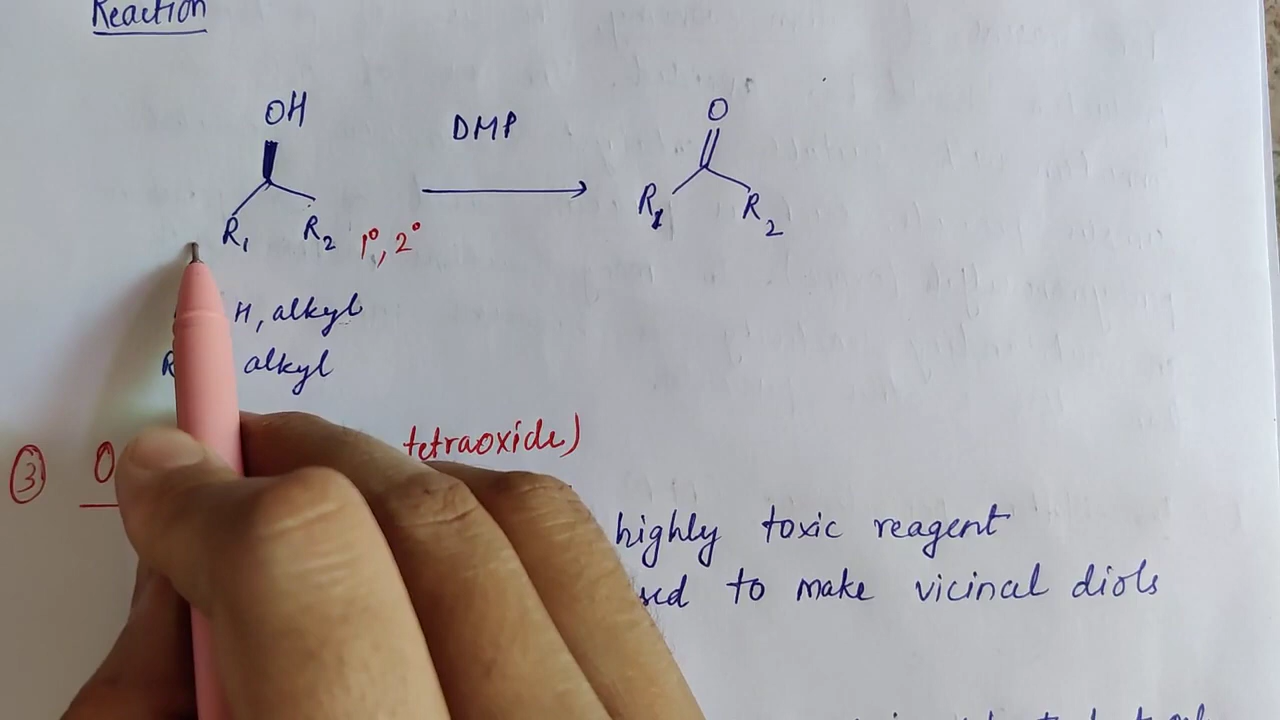 Reaction
OH
DMP
O
R1 R2 1°, 2°
R1 R2
H, alkyl
R alkyl
③ O tetraoxide)
highly toxic reagent
to make vicinal diols